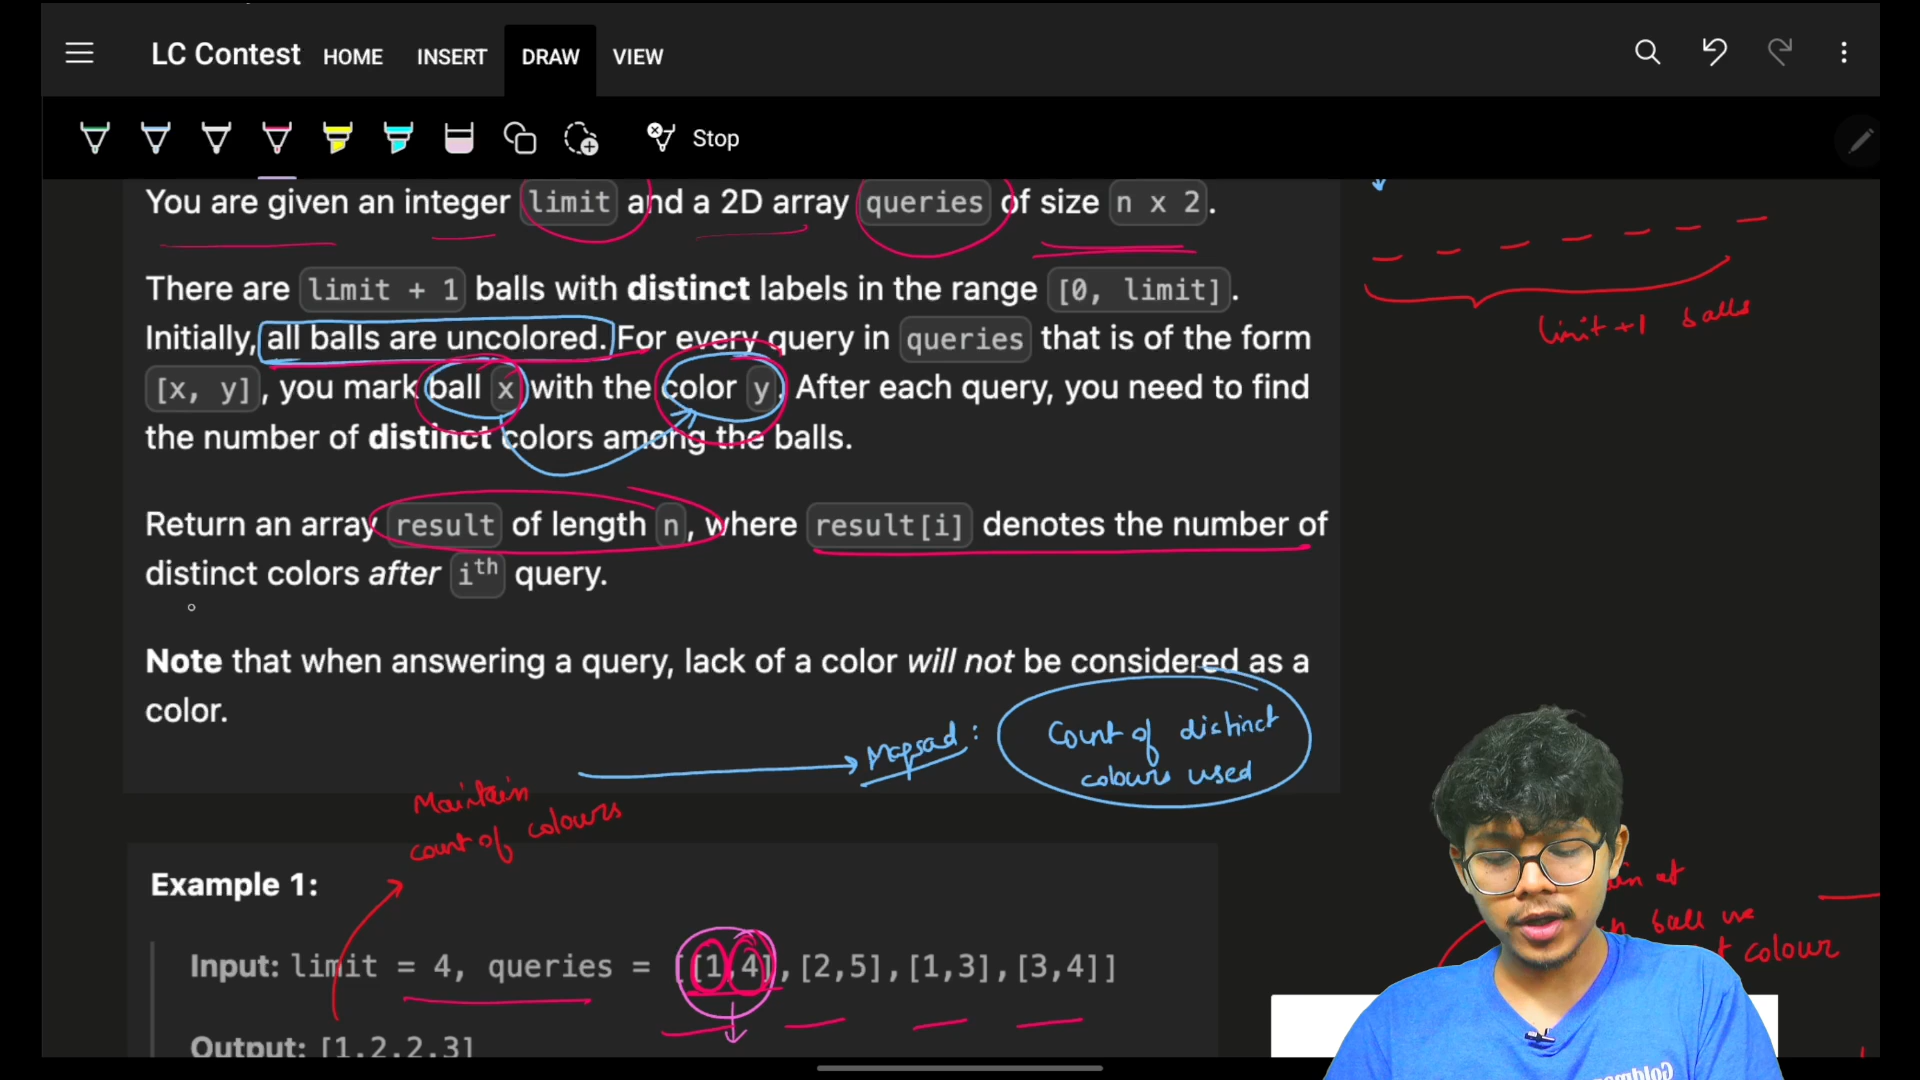 LC Contest HOME INSERT DRAW VIEW
Stop
You are given an integer limit and a 2D array queries of size n x 2.
There are limit + 1 balls with distinct labels in the range [0, limit].
Initially, all balls are uncolored. For every query in queries that is of the form
[x, y], you mark ball x with the color y. After each query, you need to find
the number of distinct colors among the balls.
Return an array result of length n, where result[i] denotes the number of
distinct colors after ith query.
Note that when answering a query, lack of a color will not be considered as a
color.
limit+1 balls
Maqsad :
Count of distinct
colours used
Maintain
count of colours
Example 1:
Input: limit = 4, queries = [[1,4],[2,5],[1,3],[3,4]]
Output: [1,2,2,3]
at
ball we
colour